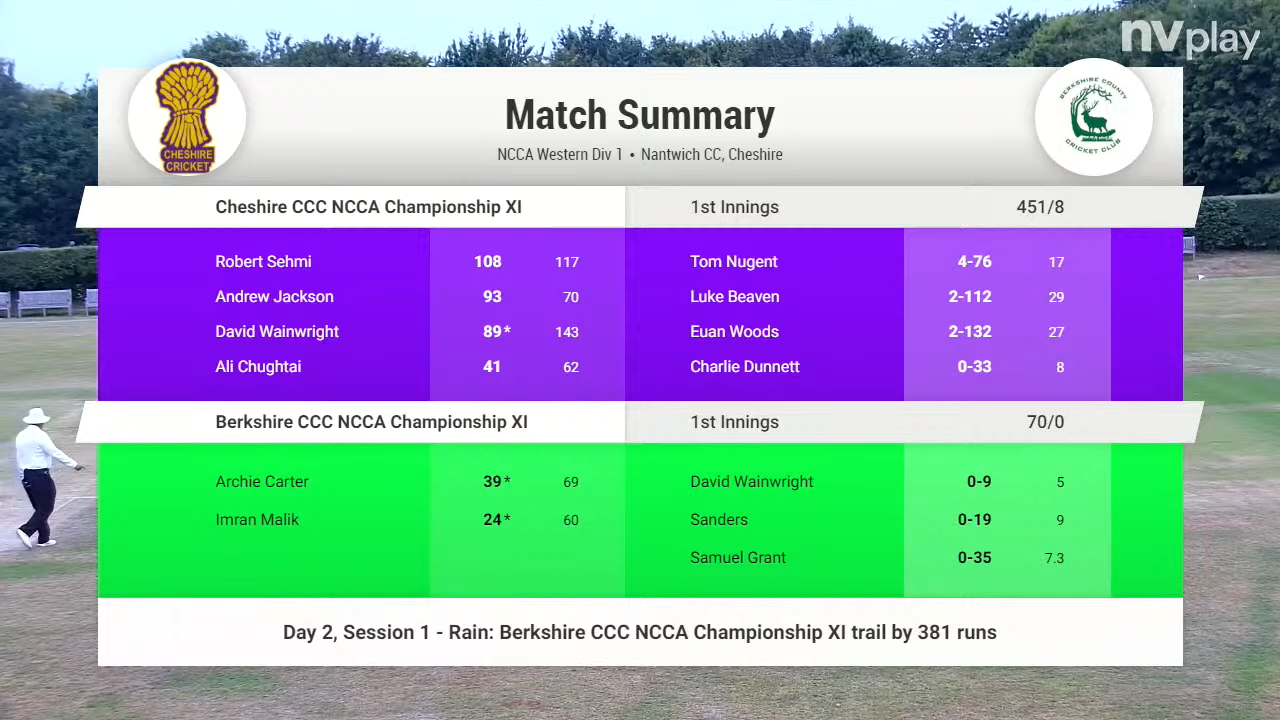 nvplay
CHESHIRE
CRICKET
BERKSHIRE COUNTY
CRICKET CLUB
Match Summary
NCCA Western Div 1 • Nantwich CC, Cheshire
Cheshire CCC NCCA Championship XI 1st Innings 451/8
Robert Sehmi 108 117 Tom Nugent 4-76 17
Andrew Jackson 93 70 Luke Beaven 2-112 29
David Wainwright 89* 143 Euan Woods 2-132 27
Ali Chughtai 41 62 Charlie Dunnett 0-33 8
Berkshire CCC NCCA Championship XI 1st Innings 70/0
Archie Carter 39* 69 David Wainwright 0-9 5
Imran Malik 24* 60 Sanders 0-19 9
Samuel Grant 0-35 7.3
Day 2, Session 1 - Rain: Berkshire CCC NCCA Championship XI trail by 381 runs